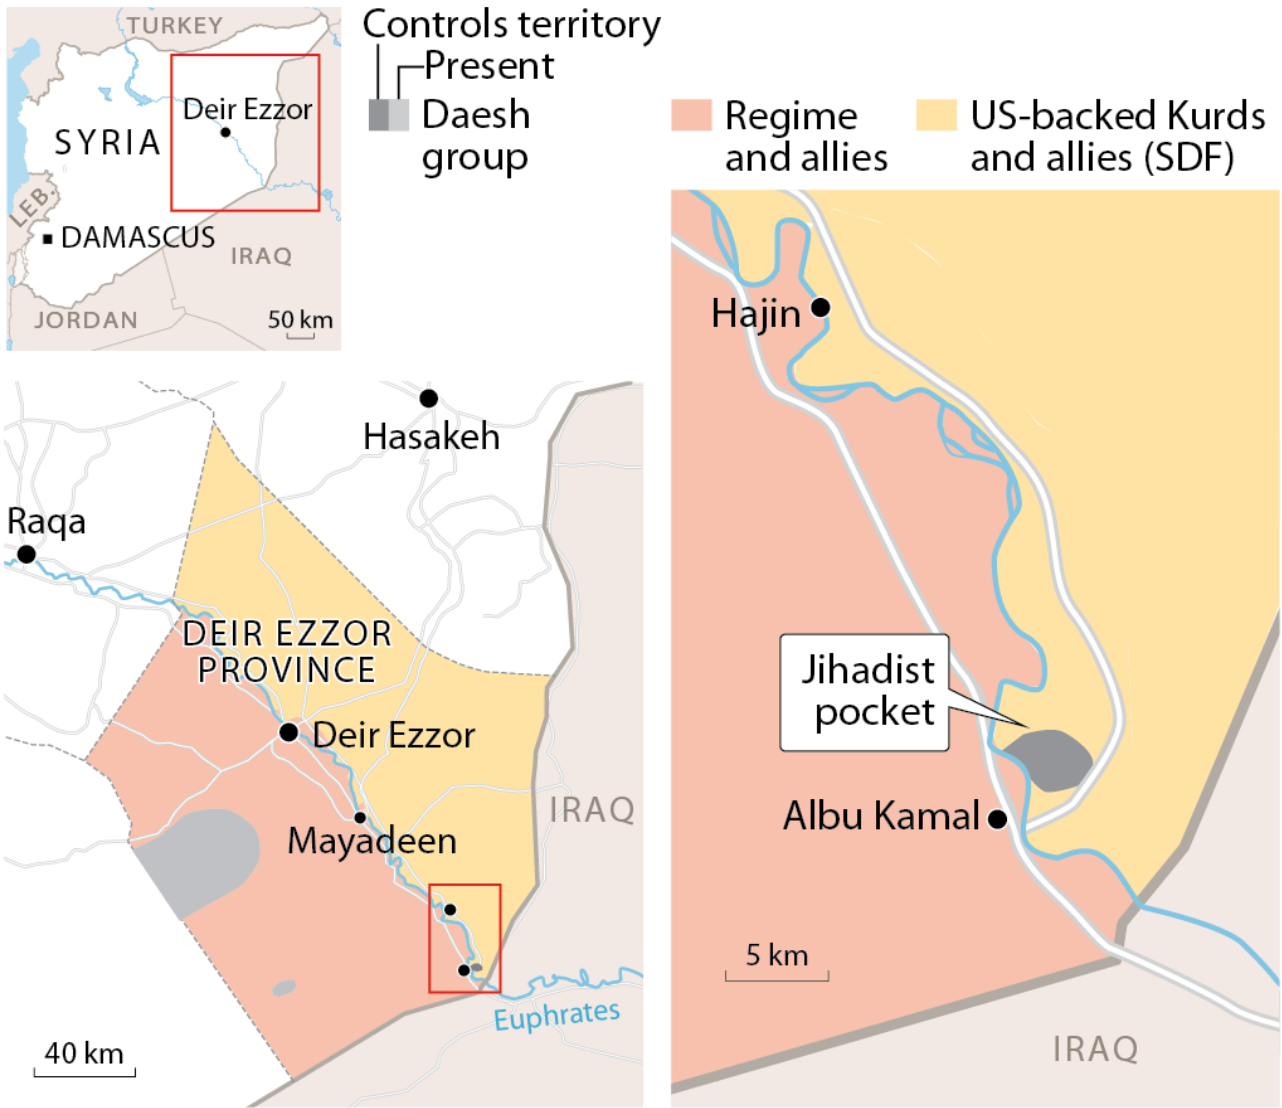 TURKEY
Deir Ezzor
SYRIA
LEB.
DAMASCUS
IRAQ
JORDAN
50 km
Controls territory
Present
Daesh
group
Regime
and allies
US-backed Kurds
and allies (SDF)
Hasakeh
Raqa
DEIR EZZOR
PROVINCE
Deir Ezzor
IRAQ
Mayadeen
Euphrates
40 km
Hajin
Jihadist
pocket
Albu Kamal
5 km
IRAQ